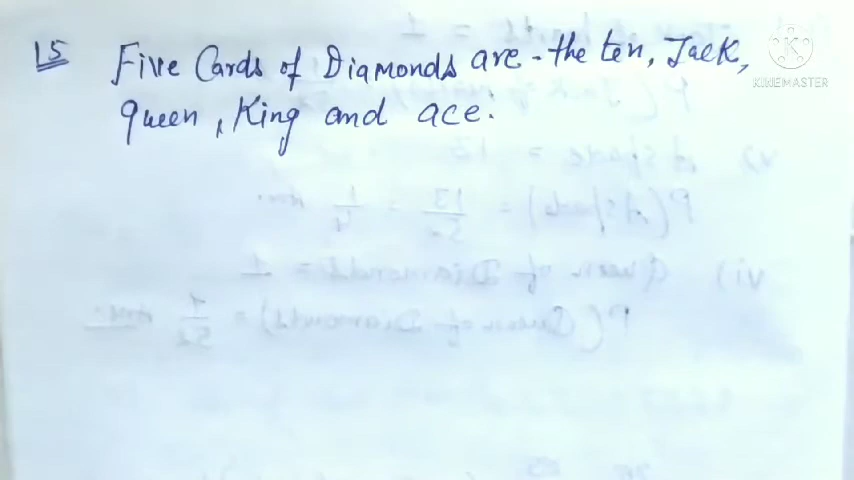 15 Five Cards of Diamonds are - the ten, Jack,
queen, King and ace.
KINEMASTER